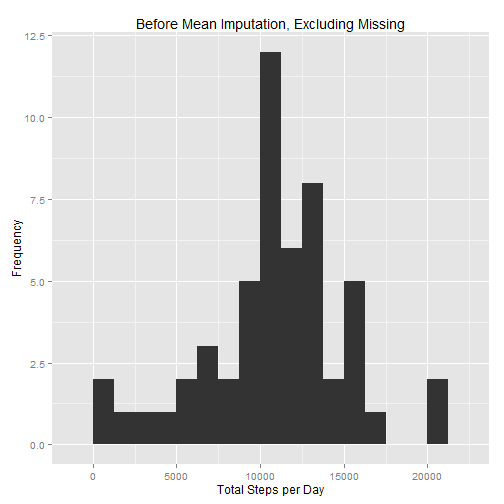 Before Mean Imputation, Excluding Missing
12.5
10.0
7.5
5.0
2.5
0.0
Frequency
0 5000 10000 15000 20000
Total Steps per Day